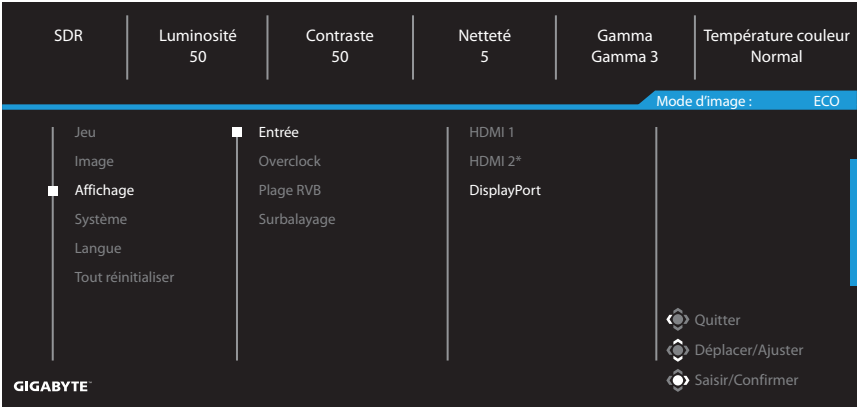 SDR
Luminosité
50
Contraste
50
Netteté
5
Gamma
Gamma 3
Température couleur
Normal
Mode d'image : ECO
Jeu
Image
Affichage
Système
Langue
Tout réinitialiser
Entrée
Overclock
Plage RVB
Surbalayage
HDMI 1
HDMI 2*
DisplayPort
Quitter
Déplacer/Ajuster
Saisir/Confirmer
GIGABYTE™